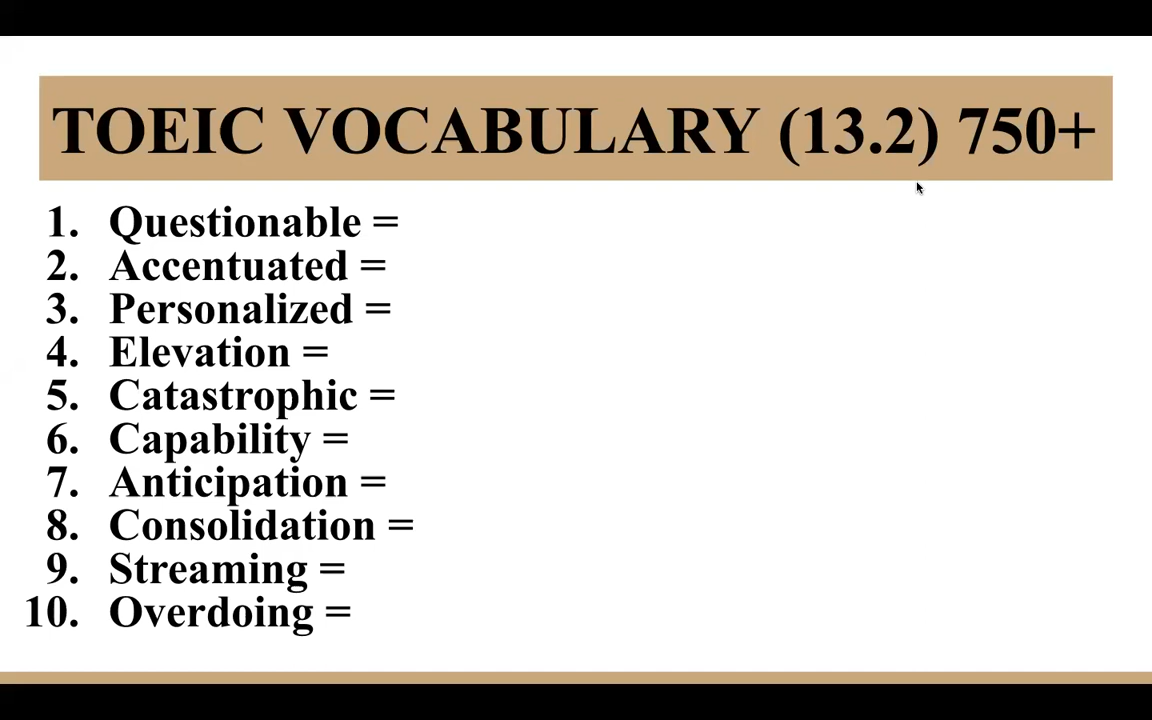 TOEIC VOCABULARY (13.2) 750+
1. Questionable =
2. Accentuated =
3. Personalized =
4. Elevation =
5. Catastrophic =
6. Capability =
7. Anticipation =
8. Consolidation =
9. Streaming =
10. Overdoing =